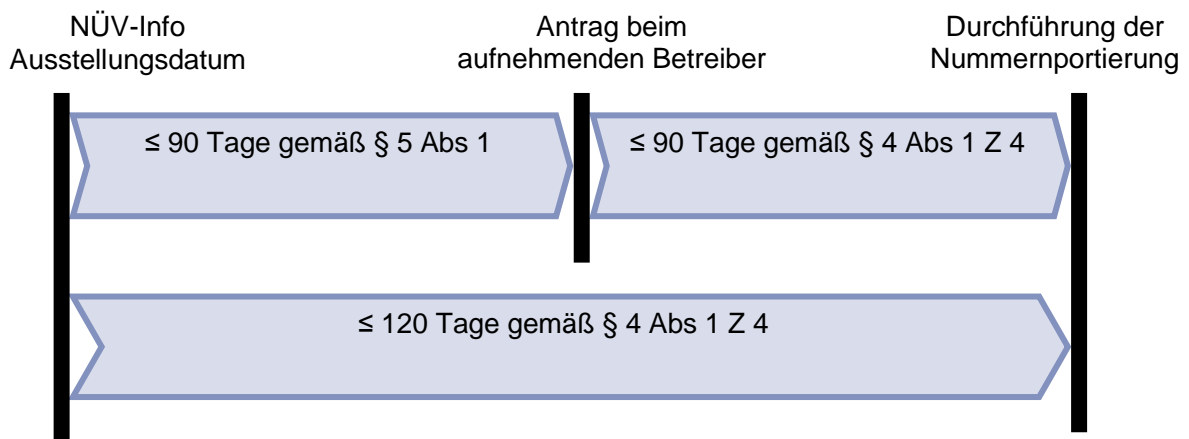 NÜV-Info
Ausstellungsdatum
Antrag beim
aufnehmenden Betreiber
Durchführung der
Nummernportierung
≤ 90 Tage gemäß § 5 Abs 1
≤ 90 Tage gemäß § 4 Abs 1 Z 4
≤ 120 Tage gemäß § 4 Abs 1 Z 4